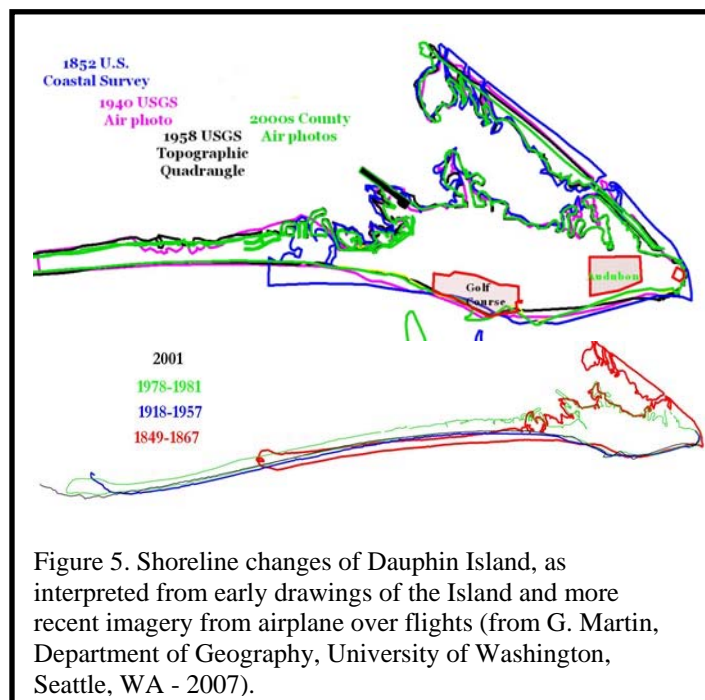 1852 U.S.
Coastal Survey
1940 USGS
Air photo
1958 USGS
Topographic
Quadrangle
2000s County
Air photos
Golf
Course
Audubon
2001
1978-1981
1918-1957
1849-1867
Figure 5. Shoreline changes of Dauphin Island, as
interpreted from early drawings of the Island and more
recent imagery from airplane over flights (from G. Martin,
Department of Geography, University of Washington,
Seattle, WA - 2007).